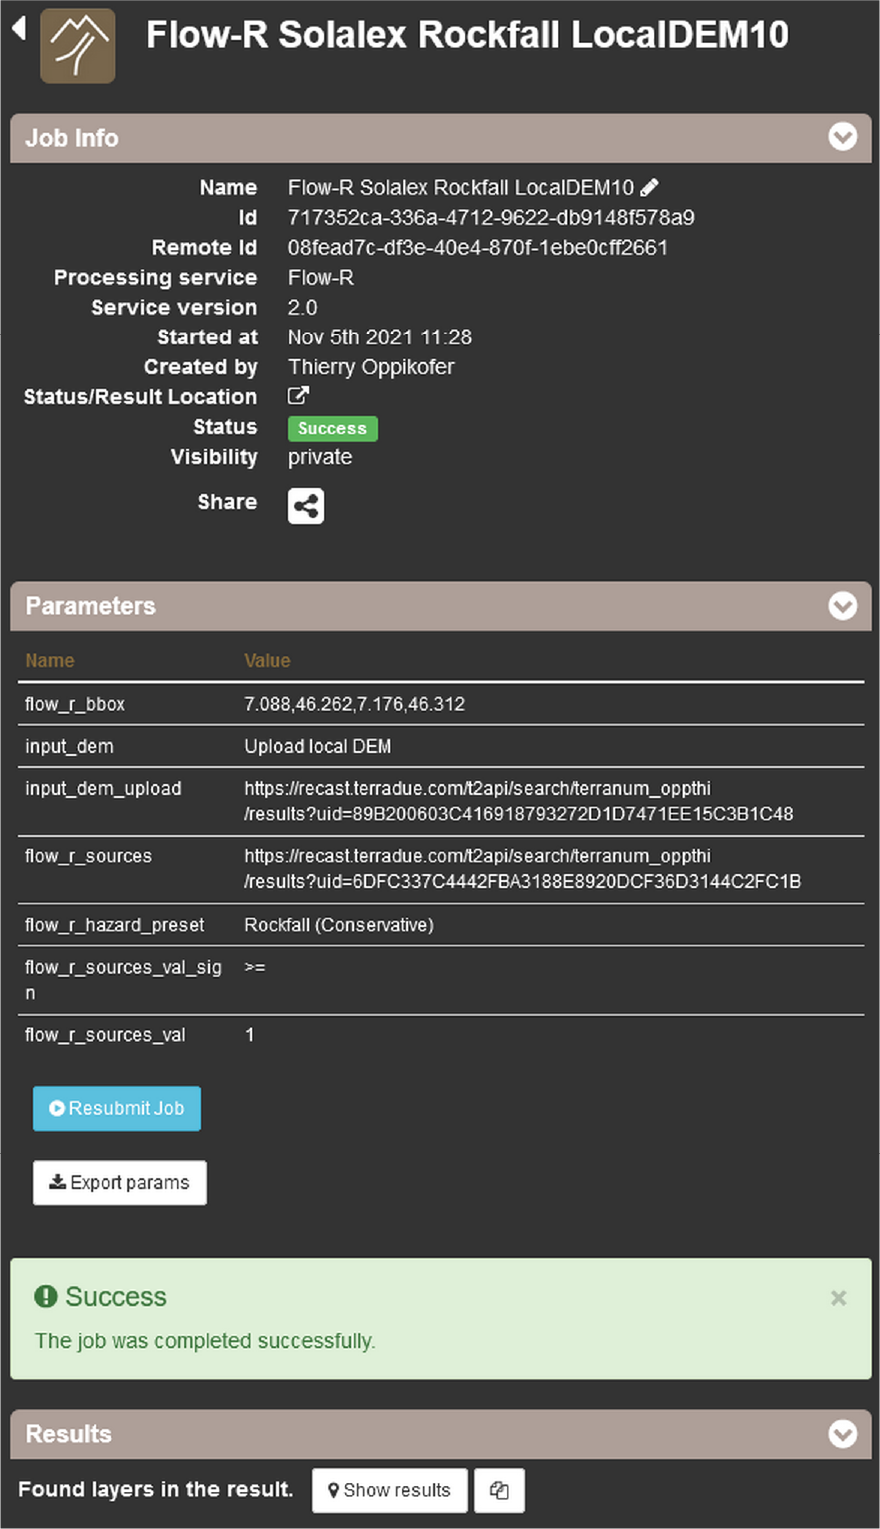 Flow-R Solalex Rockfall LocalDEM10
Job Info
Name Flow-R Solalex Rockfall LocalDEM10
Id 717352ca-336a-4712-9622-db9148f578a9
Remote Id 08fead7c-df3e-40e4-870f-1ebe0cff2661
Processing service Flow-R
Service version 2.0
Started at Nov 5th 2021 11:28
Created by Thierry Oppikofer
Status/Result Location
Status Success
Visibility private
Share
Parameters
Name Value
flow_r_bbox 7.088,46.262,7.176,46.312
input_dem Upload local DEM
input_dem_upload https://recast.terradue.com/t2api/search/terranum_oppthi
/results?uid=89B200603C416918793272D1D7471EE15C3B1C48
flow_r_sources https://recast.terradue.com/t2api/search/terranum_oppthi
/results?uid=6DFC337C4442FBA3188E8920DCF36D3144C2FC1B
flow_r_hazard_preset Rockfall (Conservative)
flow_r_sources_val_sig >=
n
flow_r_sources_val 1
Resubmit Job
Export params
Success ×
The job was completed successfully.
Results
Found layers in the result. Show results